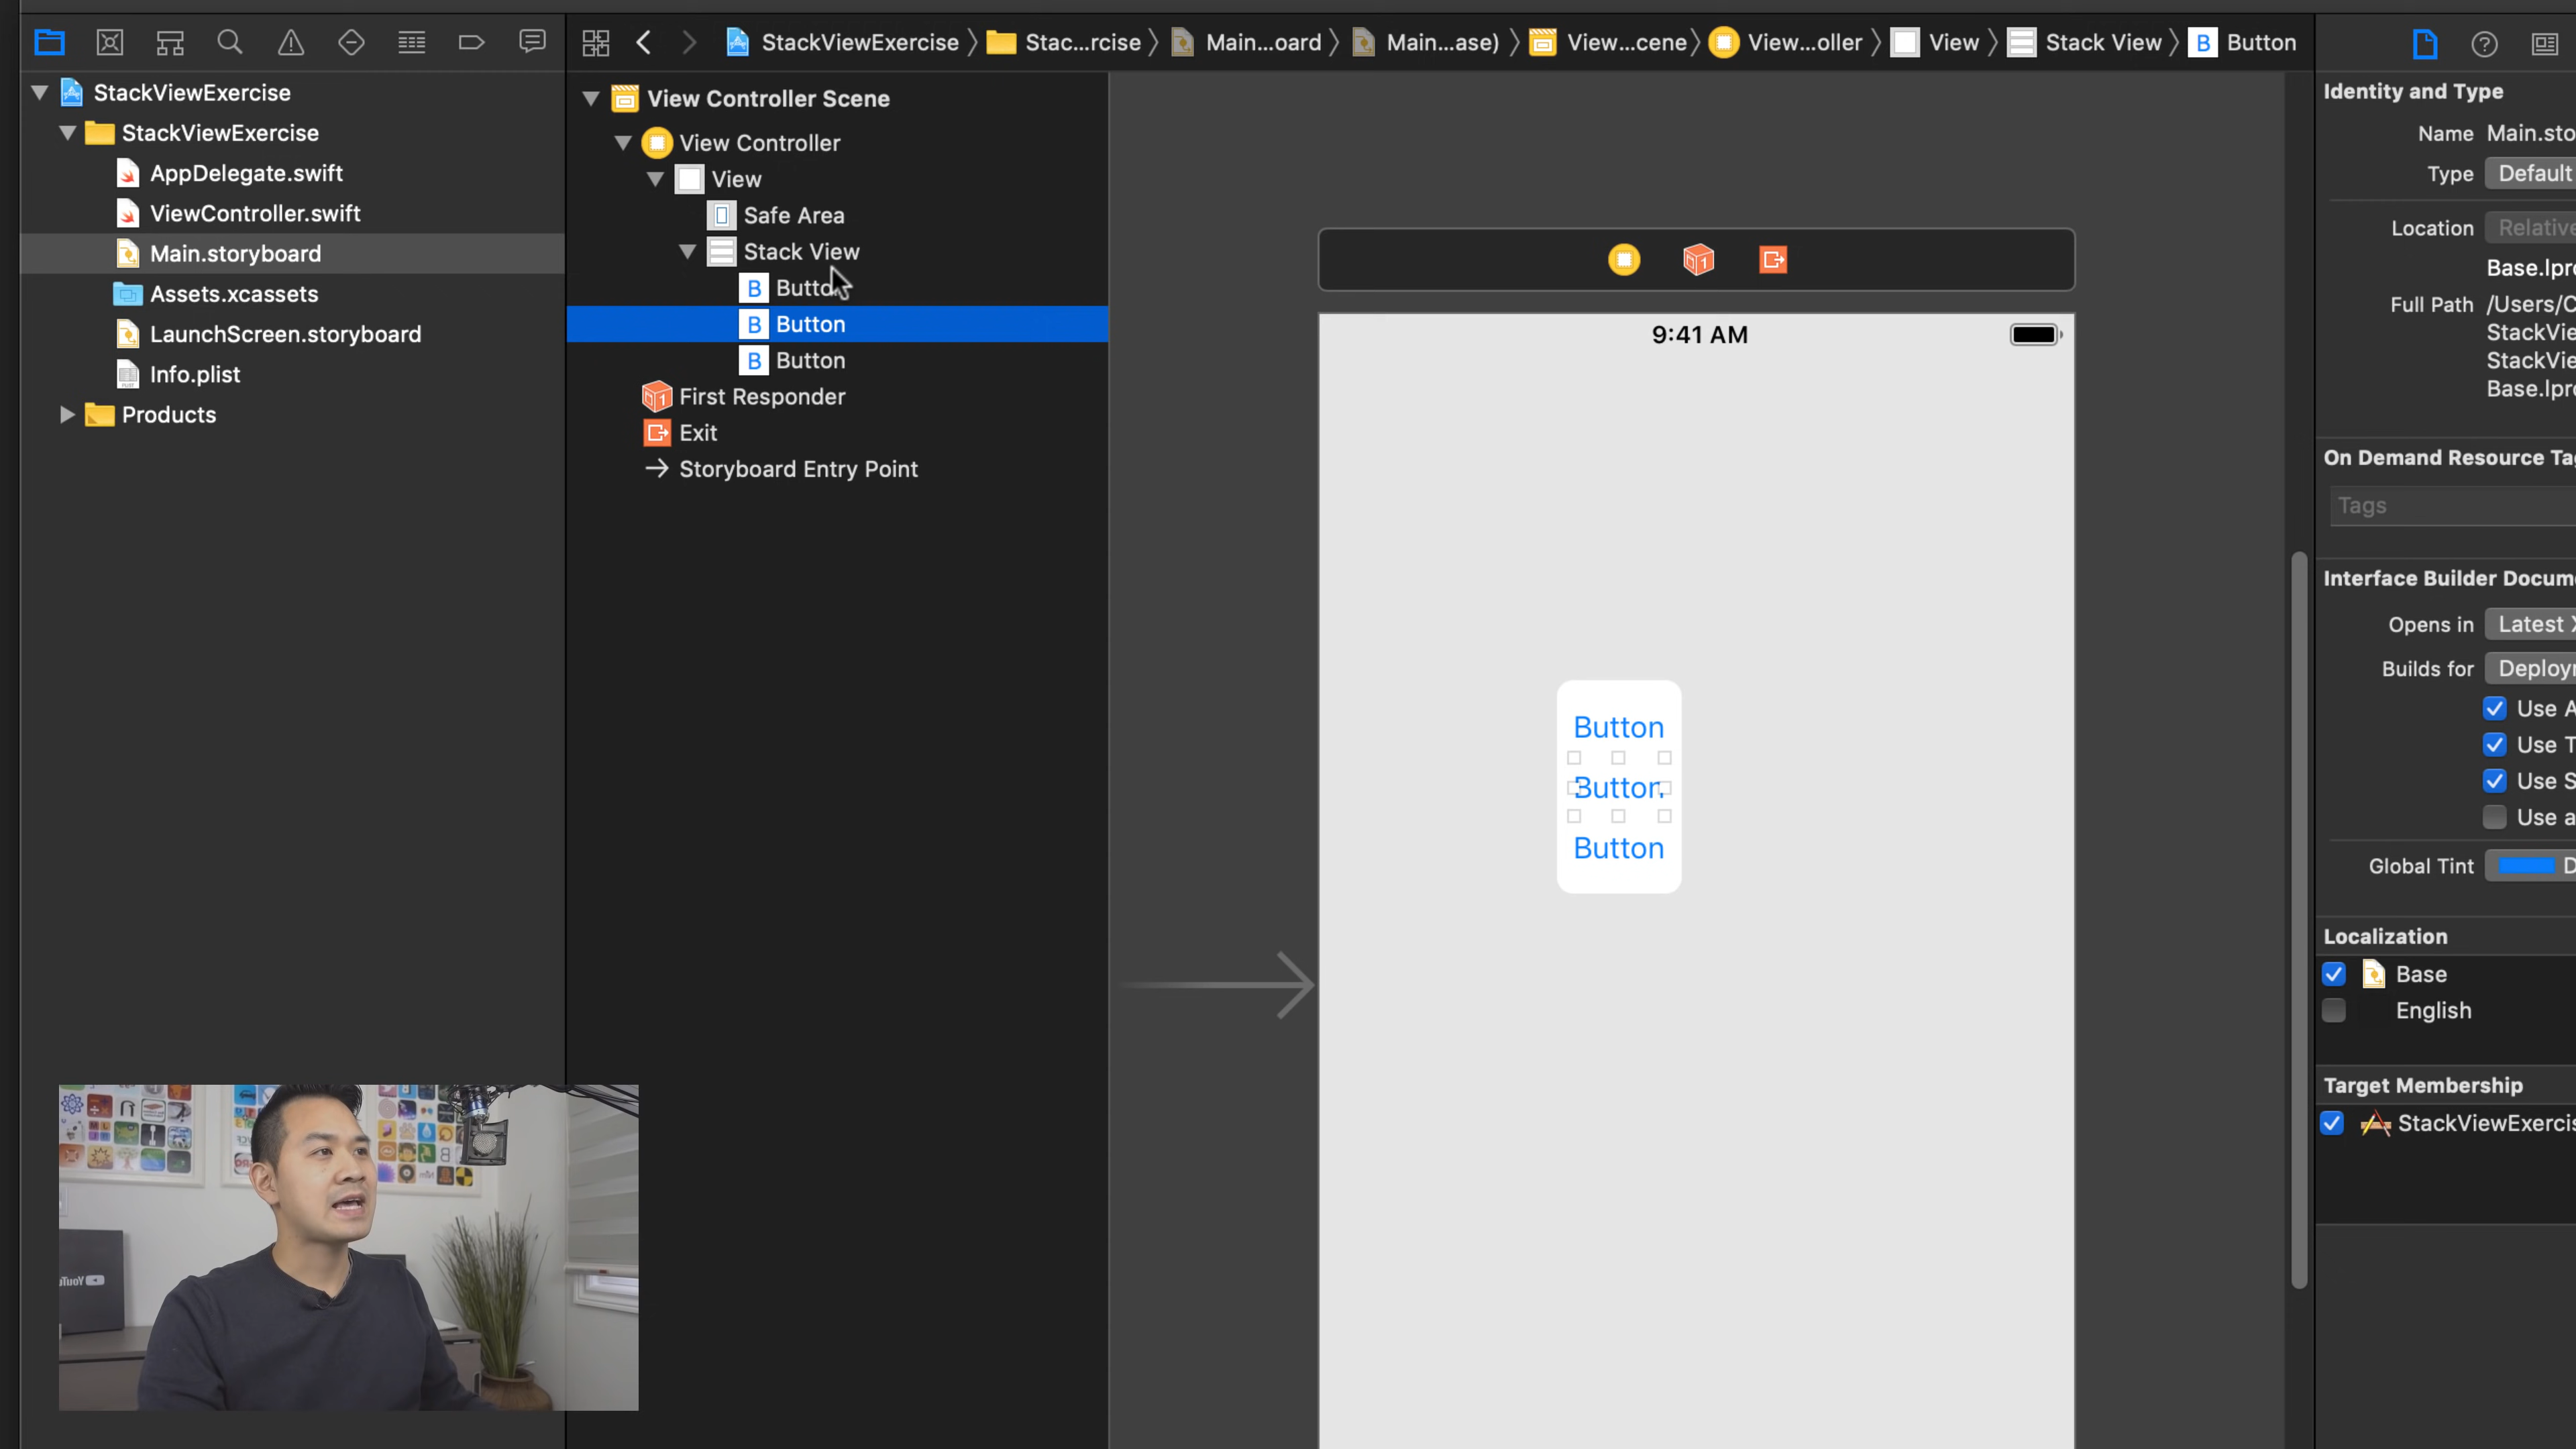 StackViewExercise
Stac...rcise
Main...oard
Main...ase)
View...cene
View...oller
View
Stack View
B
Button
StackViewExercise
StackViewExercise
AppDelegate.swift
ViewController.swift
Main.storyboard
Assets.xcassets
LaunchScreen.storyboard
Info.plist
Products
View Controller Scene
View Controller
View
Safe Area
Stack View
B Button
B Button
B Button
First Responder
Exit
Storyboard Entry Point
9:41 AM
Button
Button
Button
Identity and Type
Name Main.sto
Type Default
Location Relative
Base.lpro
Full Path /Users/C
StackVie
StackVie
Base.lpro
On Demand Resource Ta
Tags
Interface Builder Docum
Opens in Latest X
Builds for Deploy
Use A
Use T
Use S
Use a
Global Tint D
Localization
Base
English
Target Membership
StackViewExercis